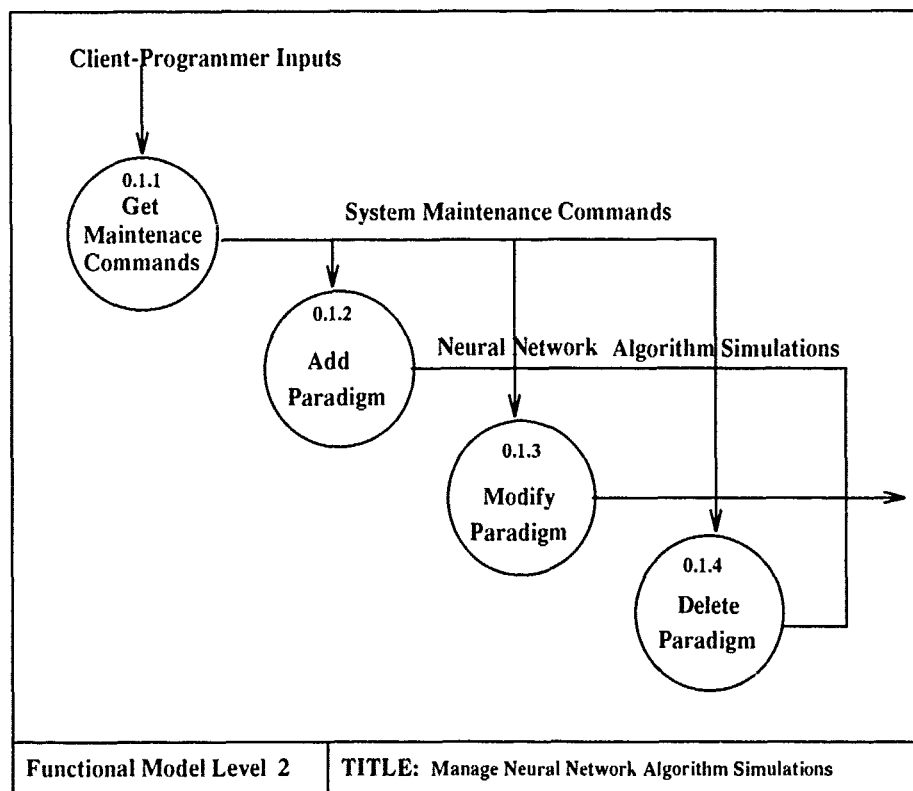 Client-Programmer Inputs
0.1.1
Get
Maintenace
Commands
System Maintenance Commands
0.1.2
Add
Paradigm
Neural Network Algorithm Simulations
0.1.3
Modify
Paradigm
0.1.4
Delete
Paradigm
Functional Model Level 2
TITLE: Manage Neural Network Algorithm Simulations